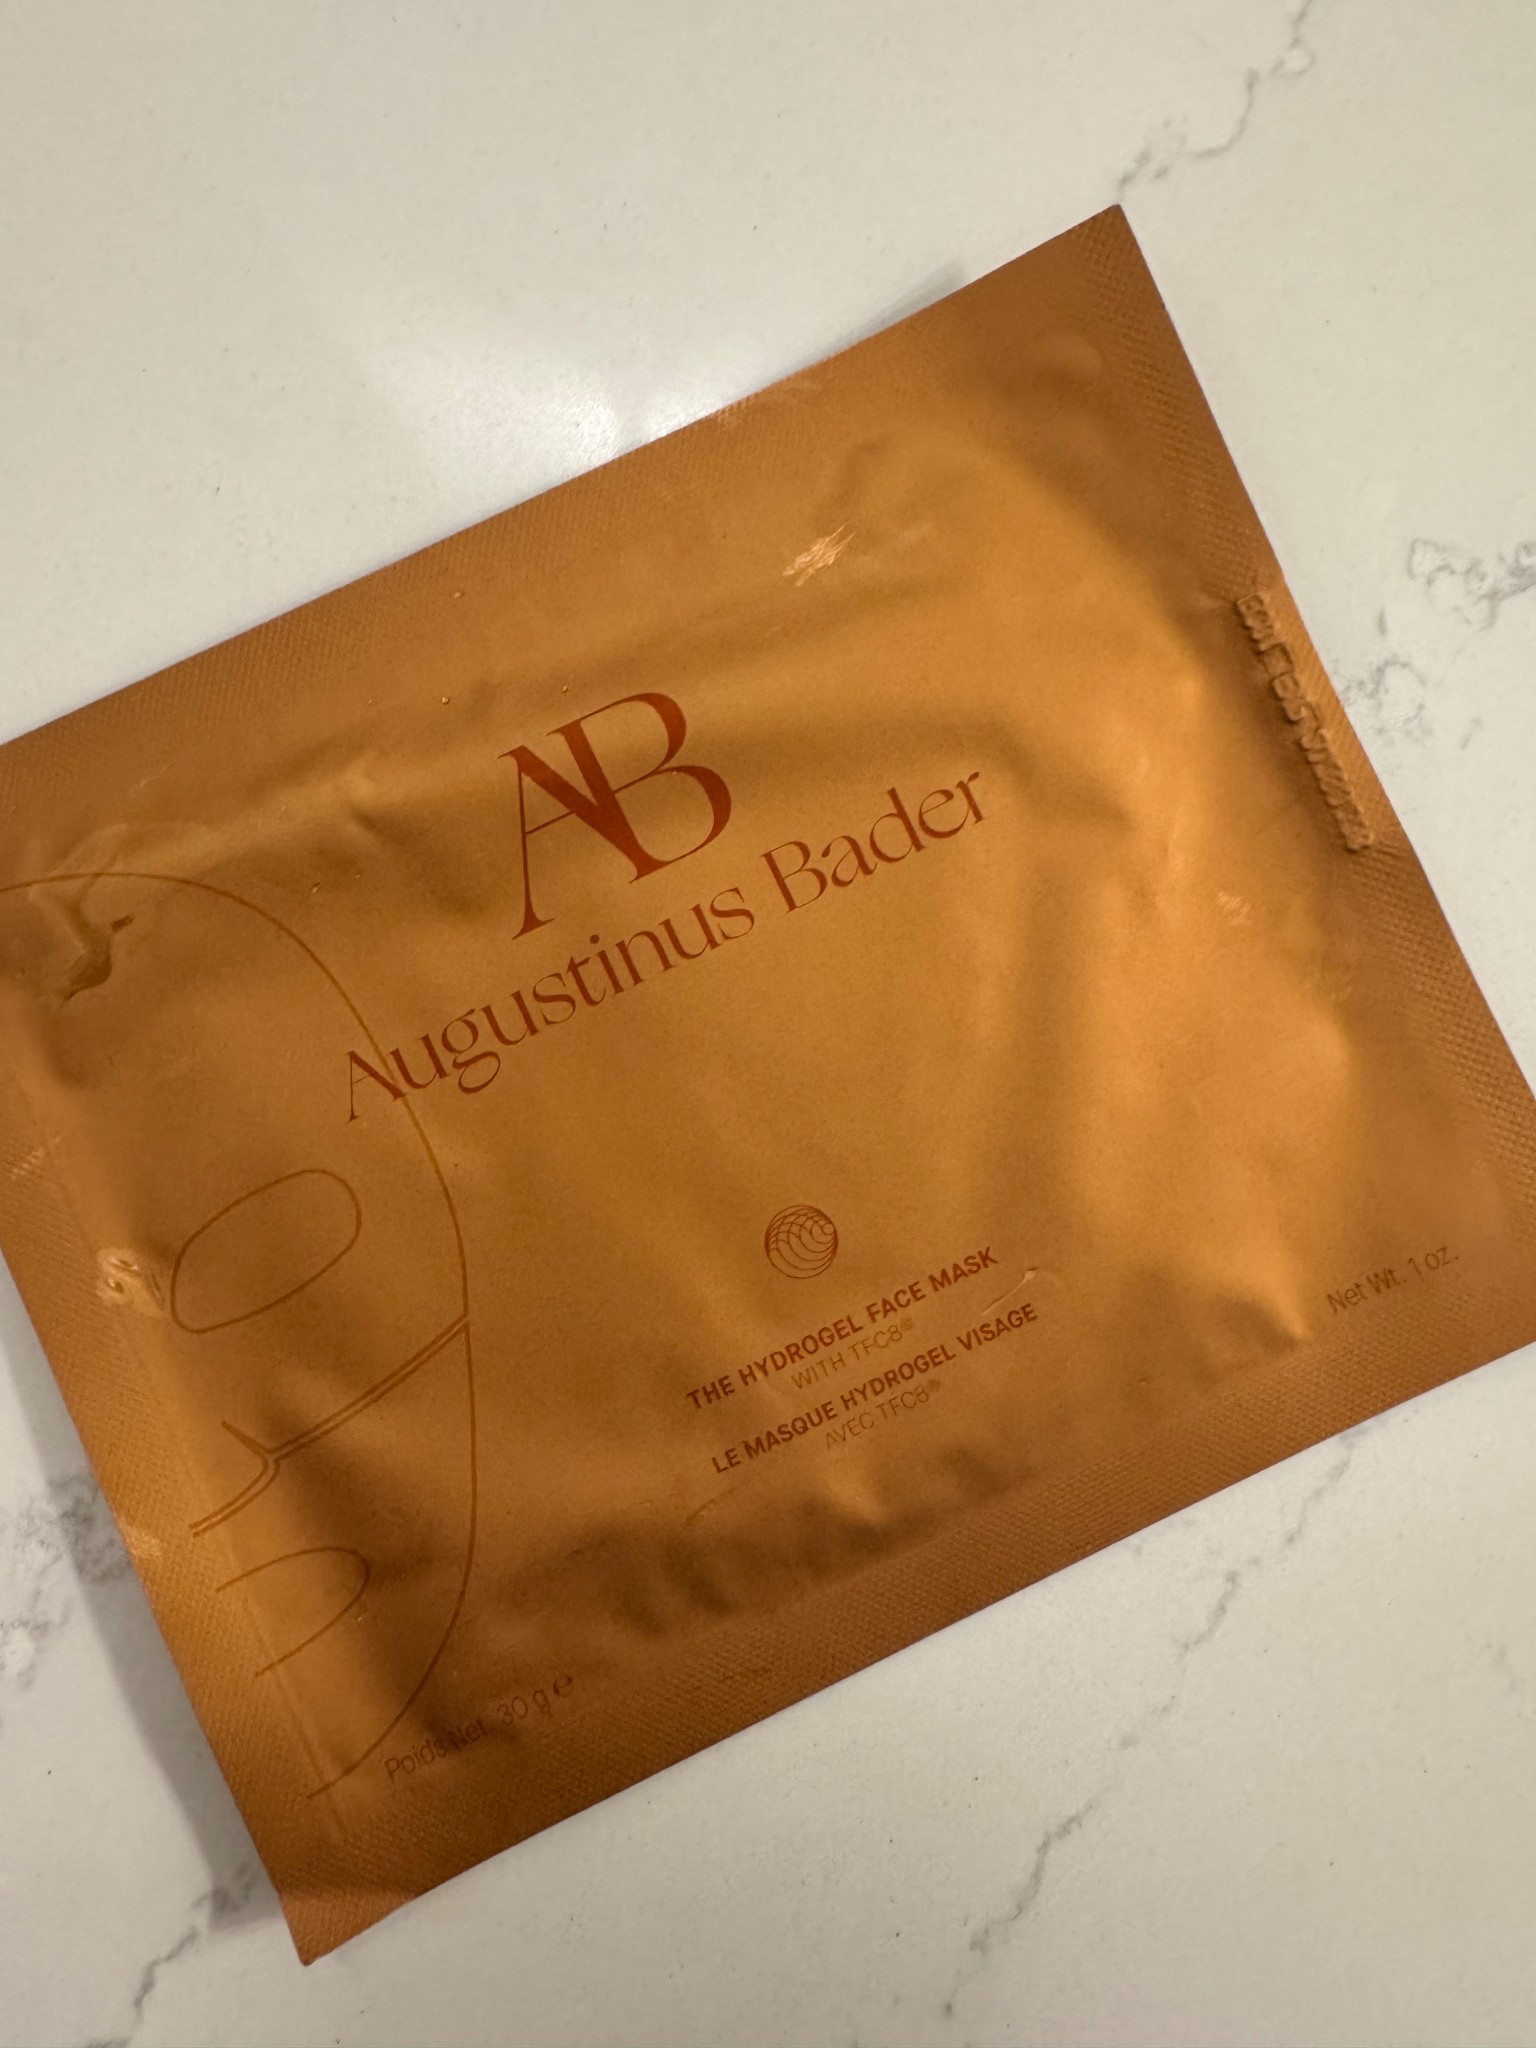 AB
Augustinus Bader
THE HYDROGEL FACE MASK
WITH TFC8®
LE MASQUE HYDROGEL VISAGE
AVEC TFC8®
Poids Net. 30 g ℮
Net Wt. 1 oz.